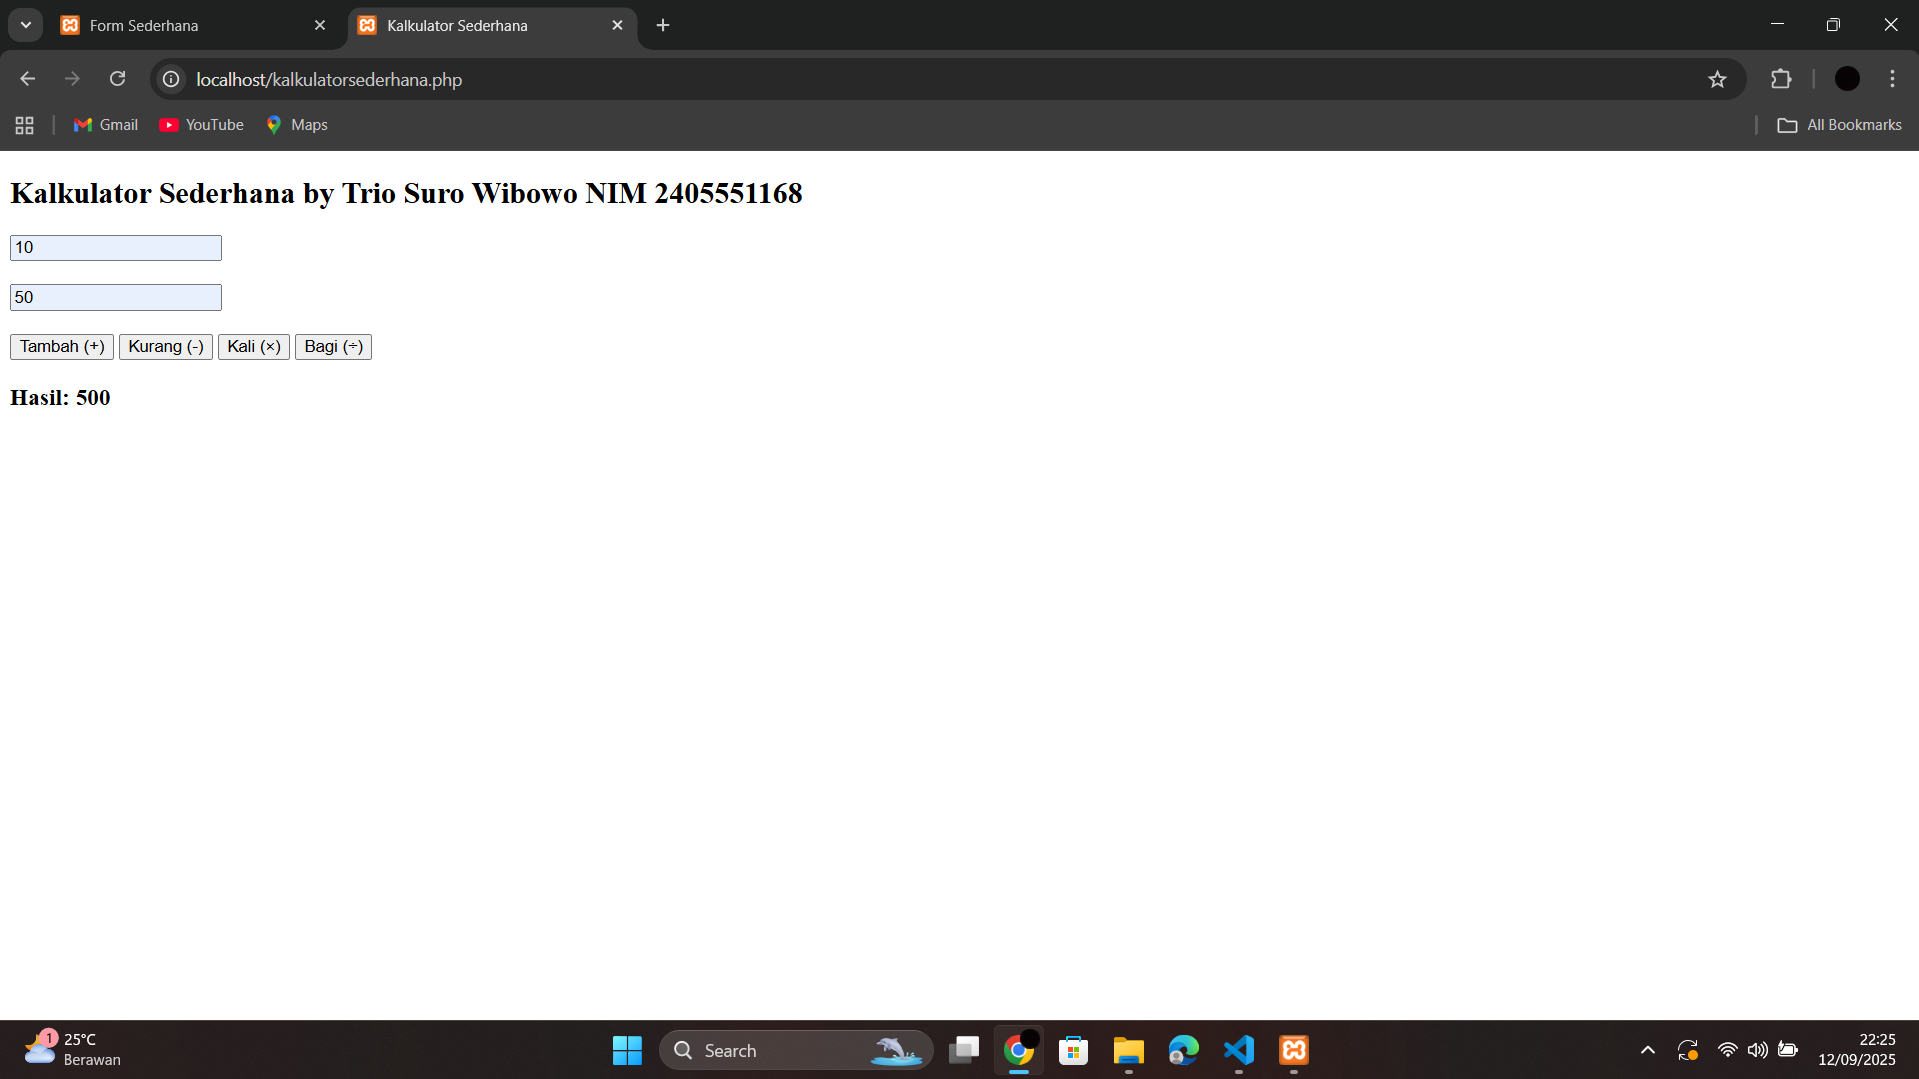 Form Sederhana
Kalkulator Sederhana
localhost/kalkulatorsederhana.php
Gmail
YouTube
Maps
All Bookmarks
Kalkulator Sederhana by Trio Suro Wibowo NIM 2405551168
10
50
Tambah (+) Kurang (-) Kali (×) Bagi (÷)
Hasil: 500
1
25°C
Berawan
Search
22:25
12/09/2025